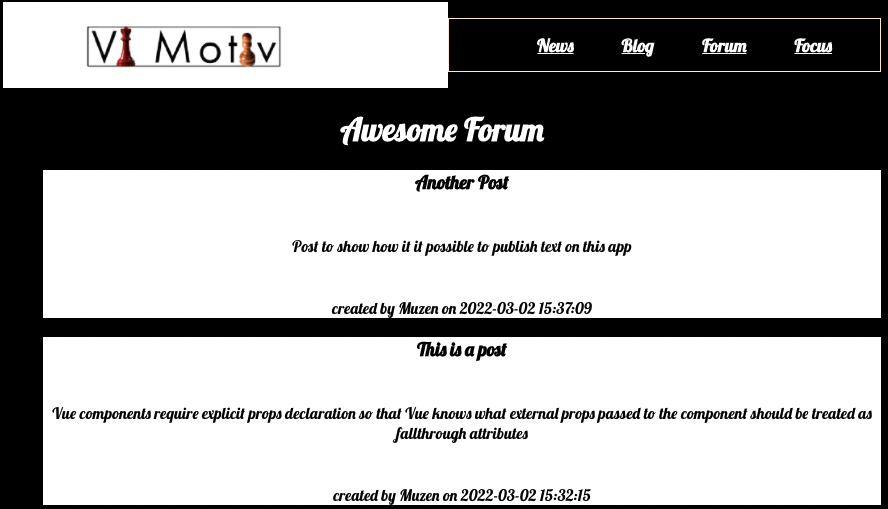 Vi Motiv
News Blog Forum Focus
Awesome Forum
Another Post
Post to show how it it possible to publish text on this app
created by Muzen on 2022-03-02 15:37:09
This is a post
Vue components require explicit props declaration so that Vue knows what external props passed to the component should be treated as
fallthrough attributes
created by Muzen on 2022-03-02 15:32:15